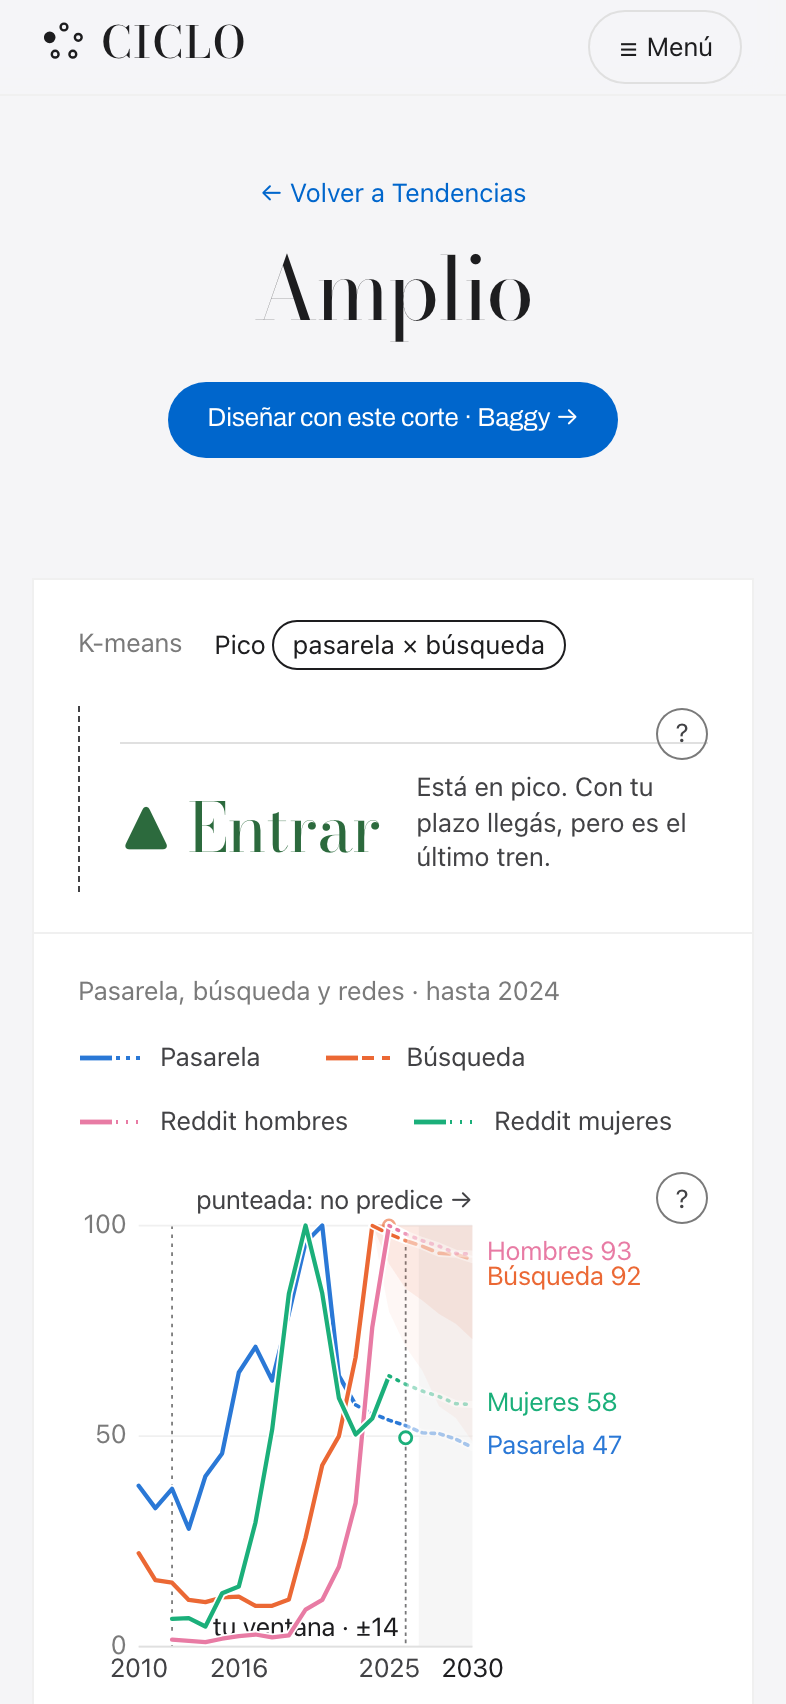 CICLO
≡ Menú
← Volver a Tendencias
Amplio
Diseñar con este corte · Baggy →
K-means Pico pasarela × búsqueda
?
▲ Entrar
Está en pico. Con tu
plazo llegás, pero es el
último tren.
Pasarela, búsqueda y redes · hasta 2024
Pasarela Búsqueda
Reddit hombres Reddit mujeres
punteada: no predice →
?
100
Hombres 93
Búsqueda 92
Mujeres 58
50
Pasarela 47
tu ventana · ±14
0
2010 2016 2025 2030